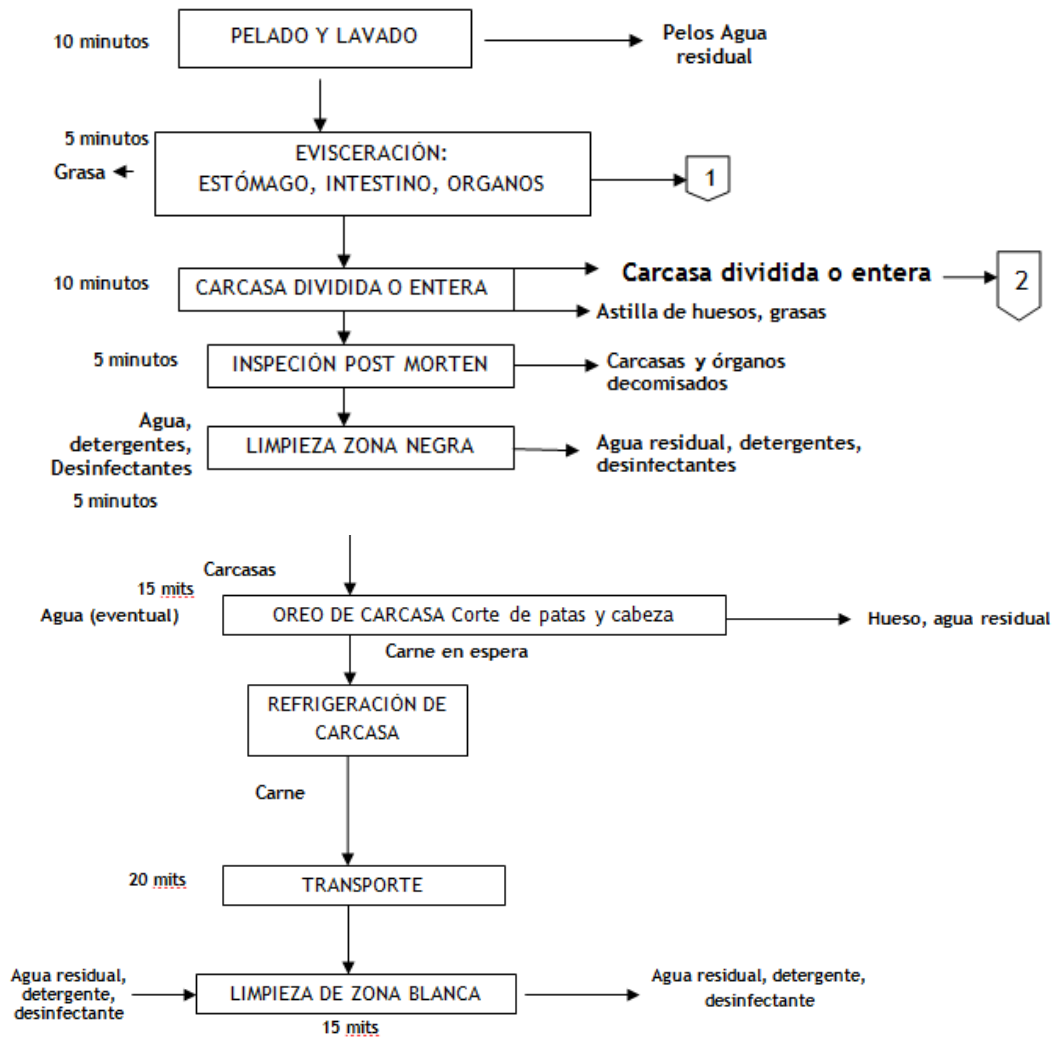 10 minutos
PELADO Y LAVADO
Pelos Agua
residual
5 minutos
Grasa
EVISCERACIÓN:
ESTÓMAGO, INTESTINO, ORGANOS
1
10 minutos
CARCASA DIVIDIDA O ENTERA
Carcasa dividida o entera
2
Astilla de huesos, grasas
5 minutos
INSPECIÓN POST MORTEN
Carcasas y órganos
decomisados
Agua,
detergentes,
Desinfectantes
5 minutos
LIMPIEZA ZONA NEGRA
Agua residual, detergentes,
desinfectantes
Carcasas
15 mits
Agua (eventual)
OREO DE CARCASA Corte de patas y cabeza
Hueso, agua residual
Carne en espera
REFRIGERACIÓN DE
CARCASA
Carne
20 mits
TRANSPORTE
Agua residual,
detergente,
desinfectante
LIMPIEZA DE ZONA BLANCA
15 mits
Agua residual, detergente,
desinfectante